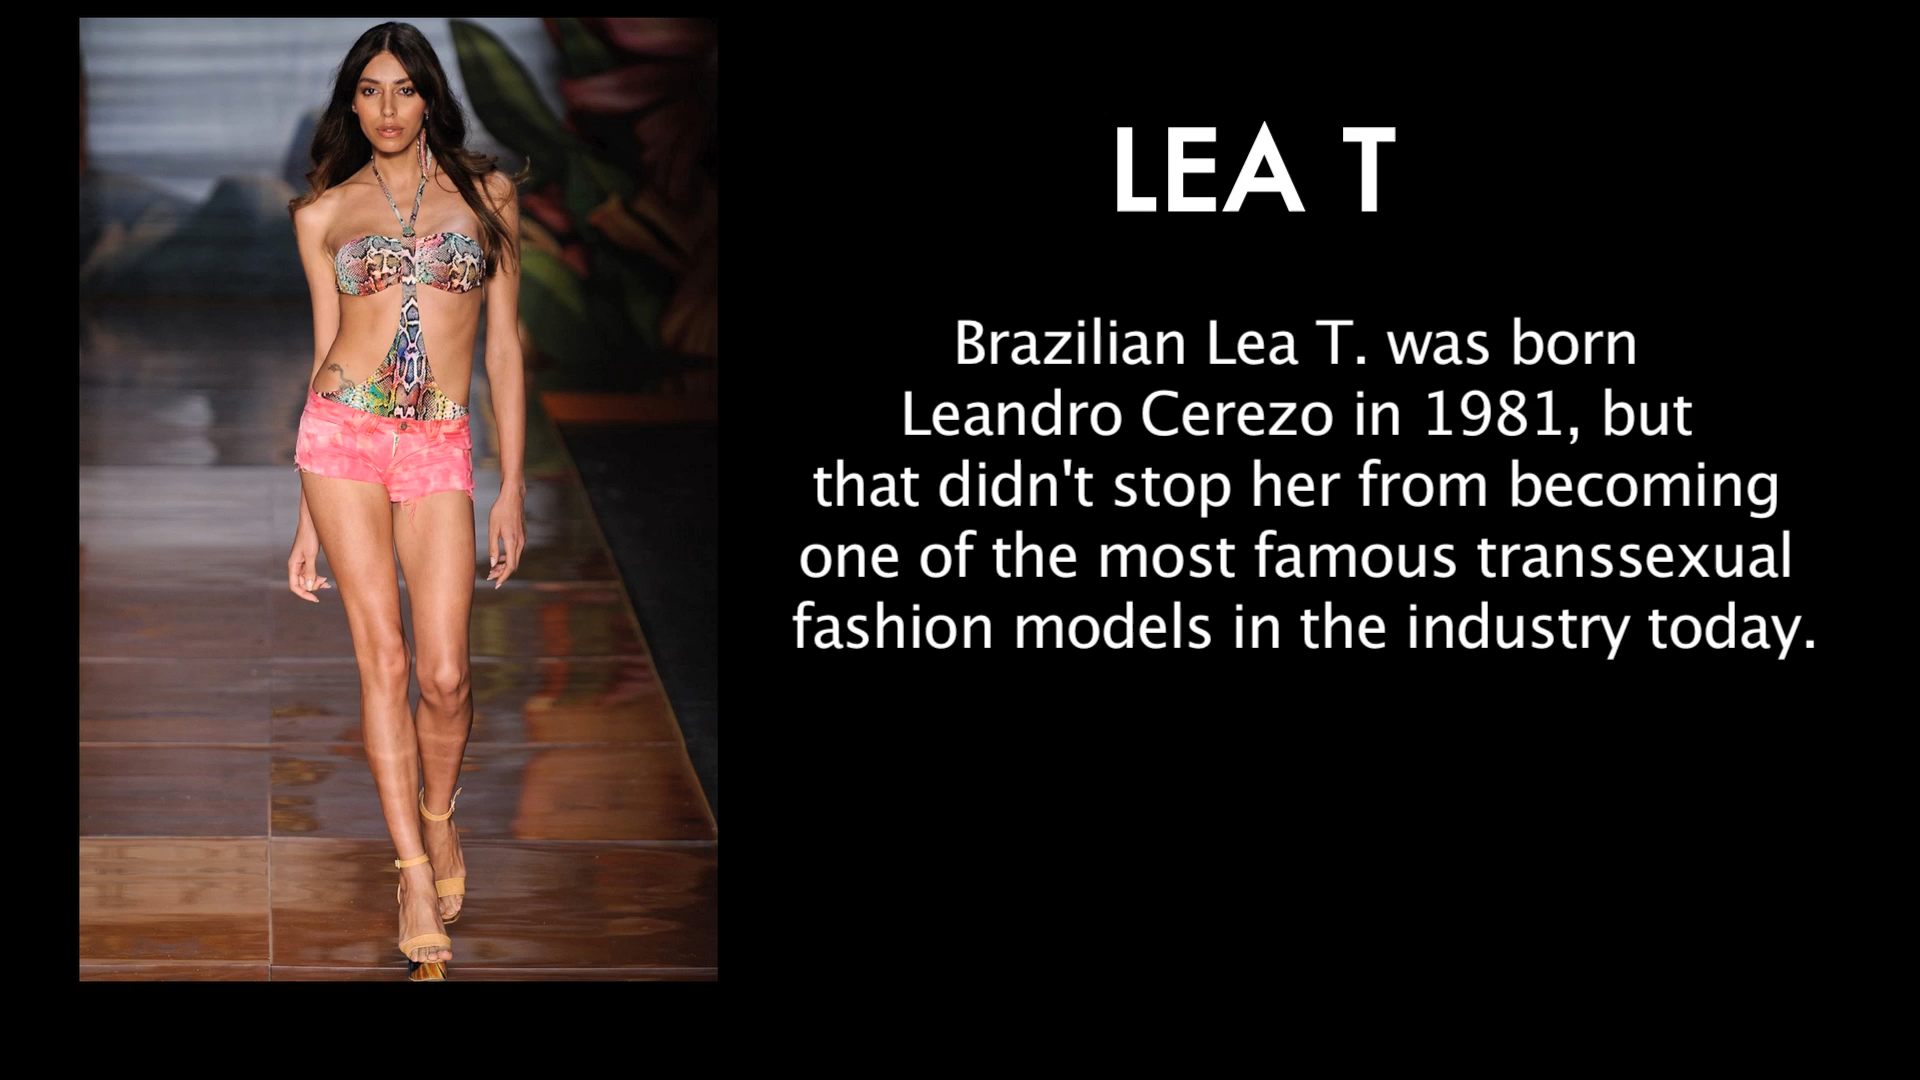 LEA T
Brazilian Lea T. was born
Leandro Cerezo in 1981, but
that didn't stop her from becoming
one of the most famous transsexual
fashion models in the industry today.